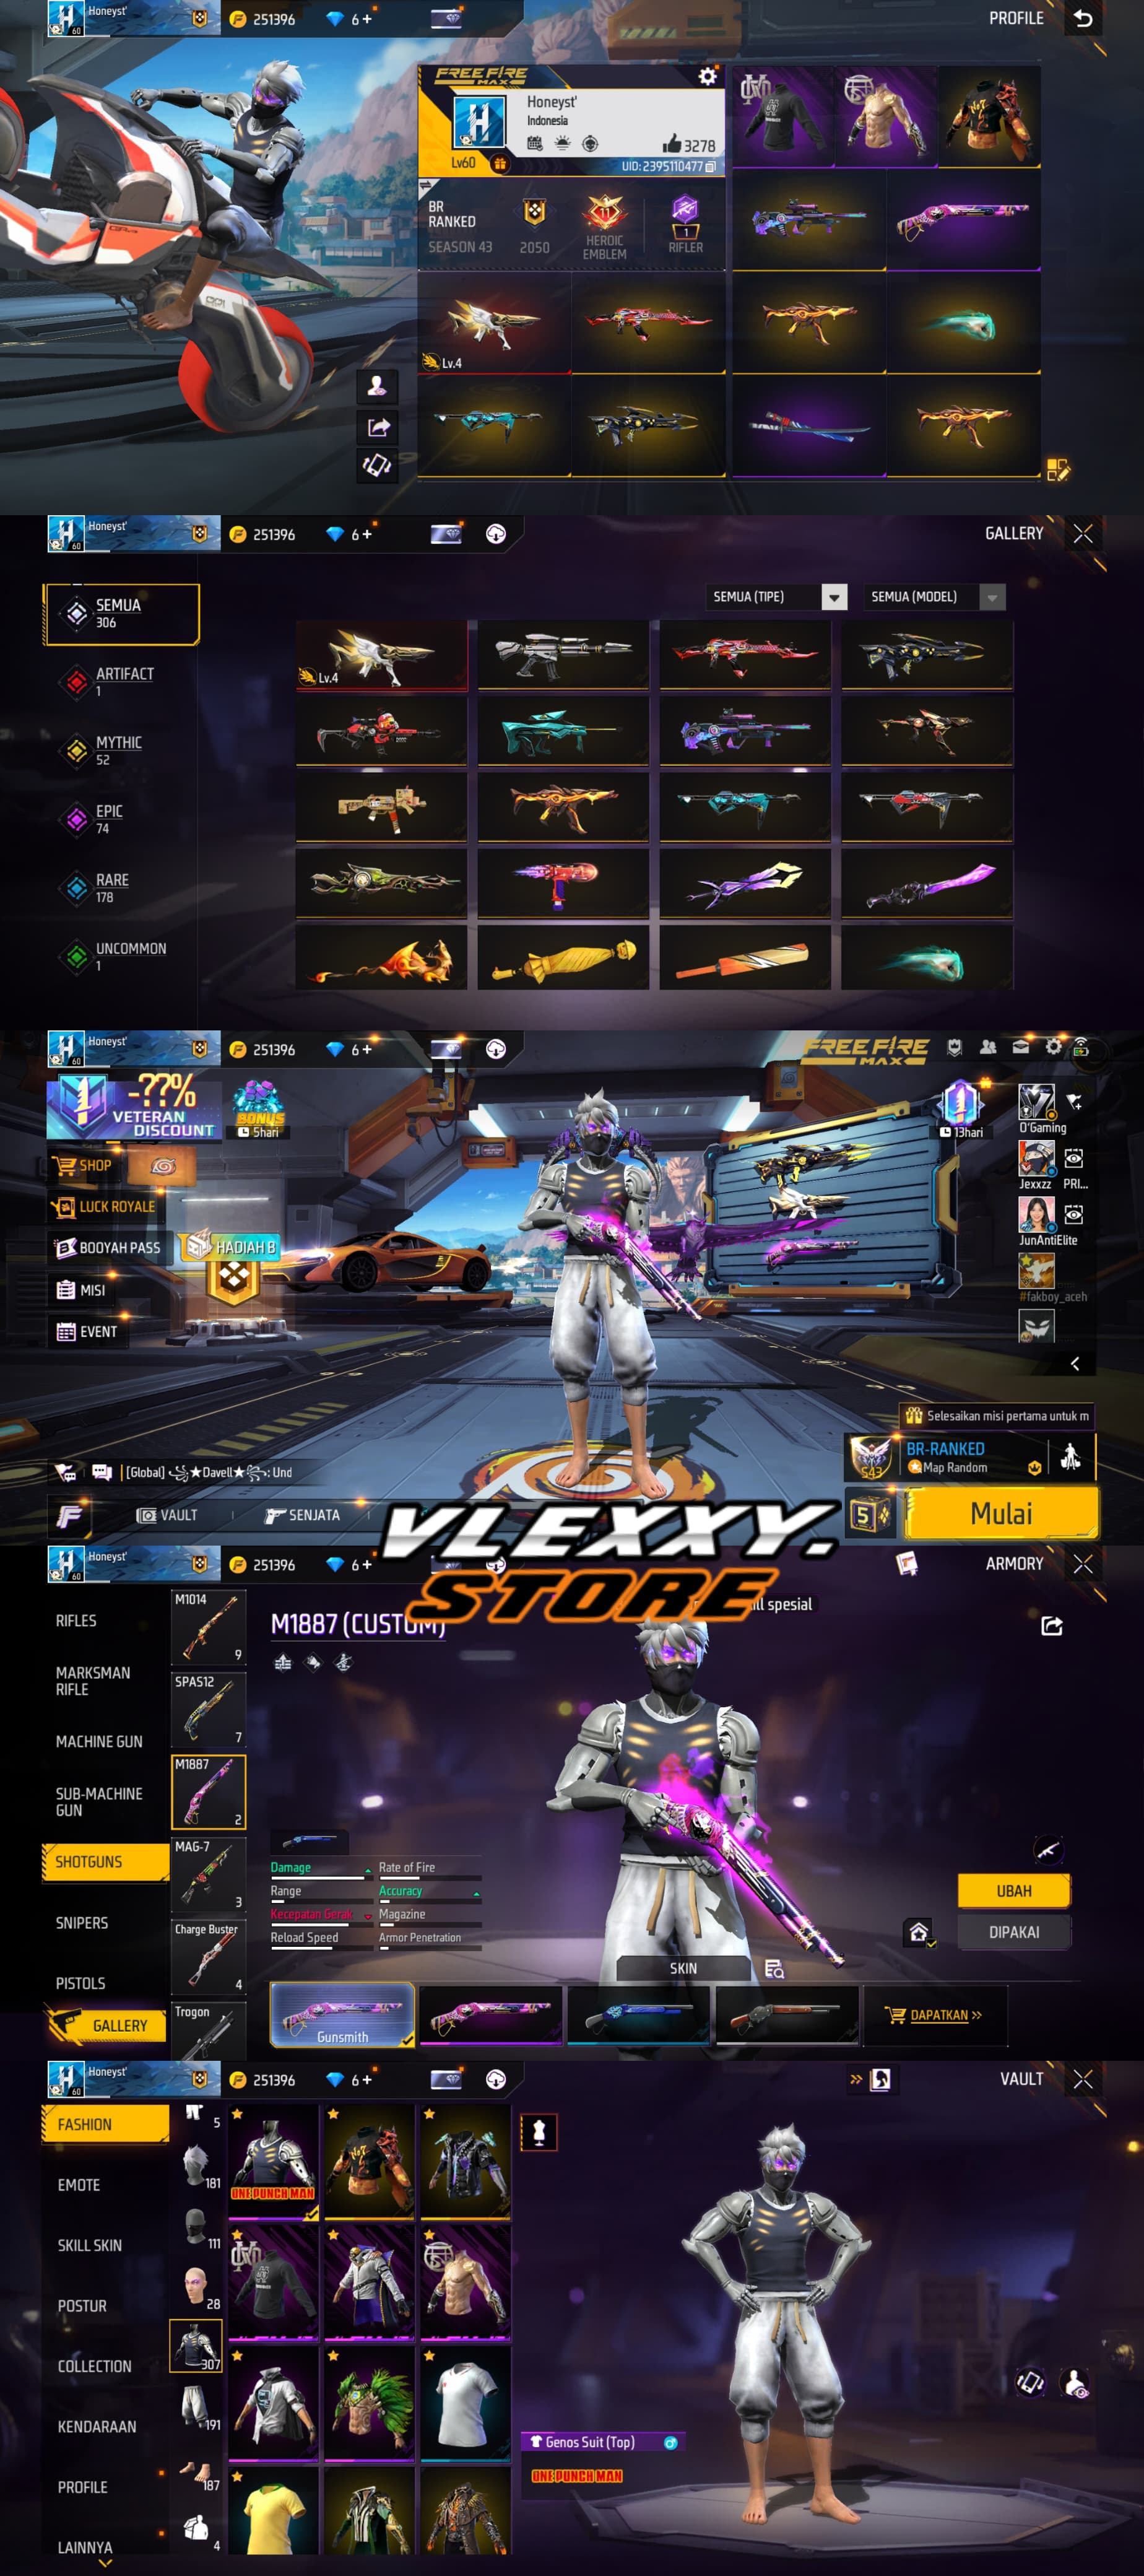 Honeyst'
60
251396
6+
PROFILE
FREE FIRE
MAX
Honeyst'
Indonesia
3278
Lv60
UID: 2395110477
BR
RANKED
SEASON 43
2050
HEROIC
EMBLEM
1
RIFLER
Lv.4
Honeyst'
60
251396
6+
GALLERY
SEMUA
306
SEMUA (TIPE)
SEMUA (MODEL)
ARTIFACT
1
MYTHIC
52
EPIC
74
RARE
178
UNCOMMON
1
Lv.4
Honeyst'
60
251396
6+
FREE FIRE
MAX
-??%
VETERAN
DISCOUNT
BONUS
5hari
13hari
SHOP
LUCK ROYALE
BOOYAH PASS
HADIAH B
MISI
EVENT
O'Gaming
Jexxzz
PRI...
JunAntiElite
#fakboy_aceh
Selesaikan misi pertama untuk m
BR-RANKED
Map Random
S43
5
Mulai
[Global] ꧁★Davell★꧂: Und
VAULT
SENJATA
VLEXXY.
STORE
Honeyst'
60
251396
6+
ARMORY
RIFLES
MARKSMAN
RIFLE
MACHINE GUN
SUB-MACHINE
GUN
SHOTGUNS
SNIPERS
PISTOLS
GALLERY
M1014
9
SPAS12
7
M1887
2
MAG-7
3
Charge Buster
4
Trogon
M1887 (CUSTOM)
ll spesial
Damage
Rate of Fire
Range
Accuracy
Kecepatan Gerak
Magazine
Reload Speed
Armor Penetration
UBAH
DIPAKAI
SKIN
Gunsmith
DAPATKAN >>
Honeyst'
60
251396
6+
VAULT
FASHION
EMOTE
SKILL SKIN
POSTUR
COLLECTION
KENDARAAN
PROFILE
LAINNYA
5
181
111
28
307
191
187
4
ONE PUNCH MAN
No7
Genos Suit (Top)
ONE PUNCH MAN